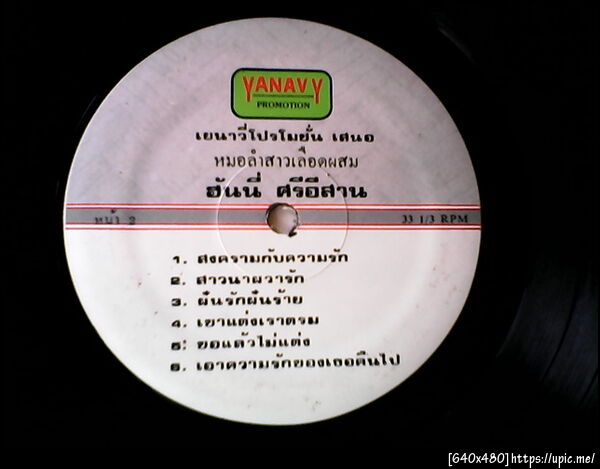 YANAVY
PROMOTION
เยนาวี่โปรโมชั่น เสนอ
หมอลำสาวเลือดผสม
ฮันนี่ ศรีอีสาน
หน้า 2
33 1/3 RPM
1. สงครามกับความรัก
2. สาวนาผวารัก
3. ฝันรักฝันร้าย
4. เขาแต่งเราตรม
5. ขอแล้วไม่แต่ง
6. เอาความรักของเธอคืนไป
[640x480]https://upic.me/